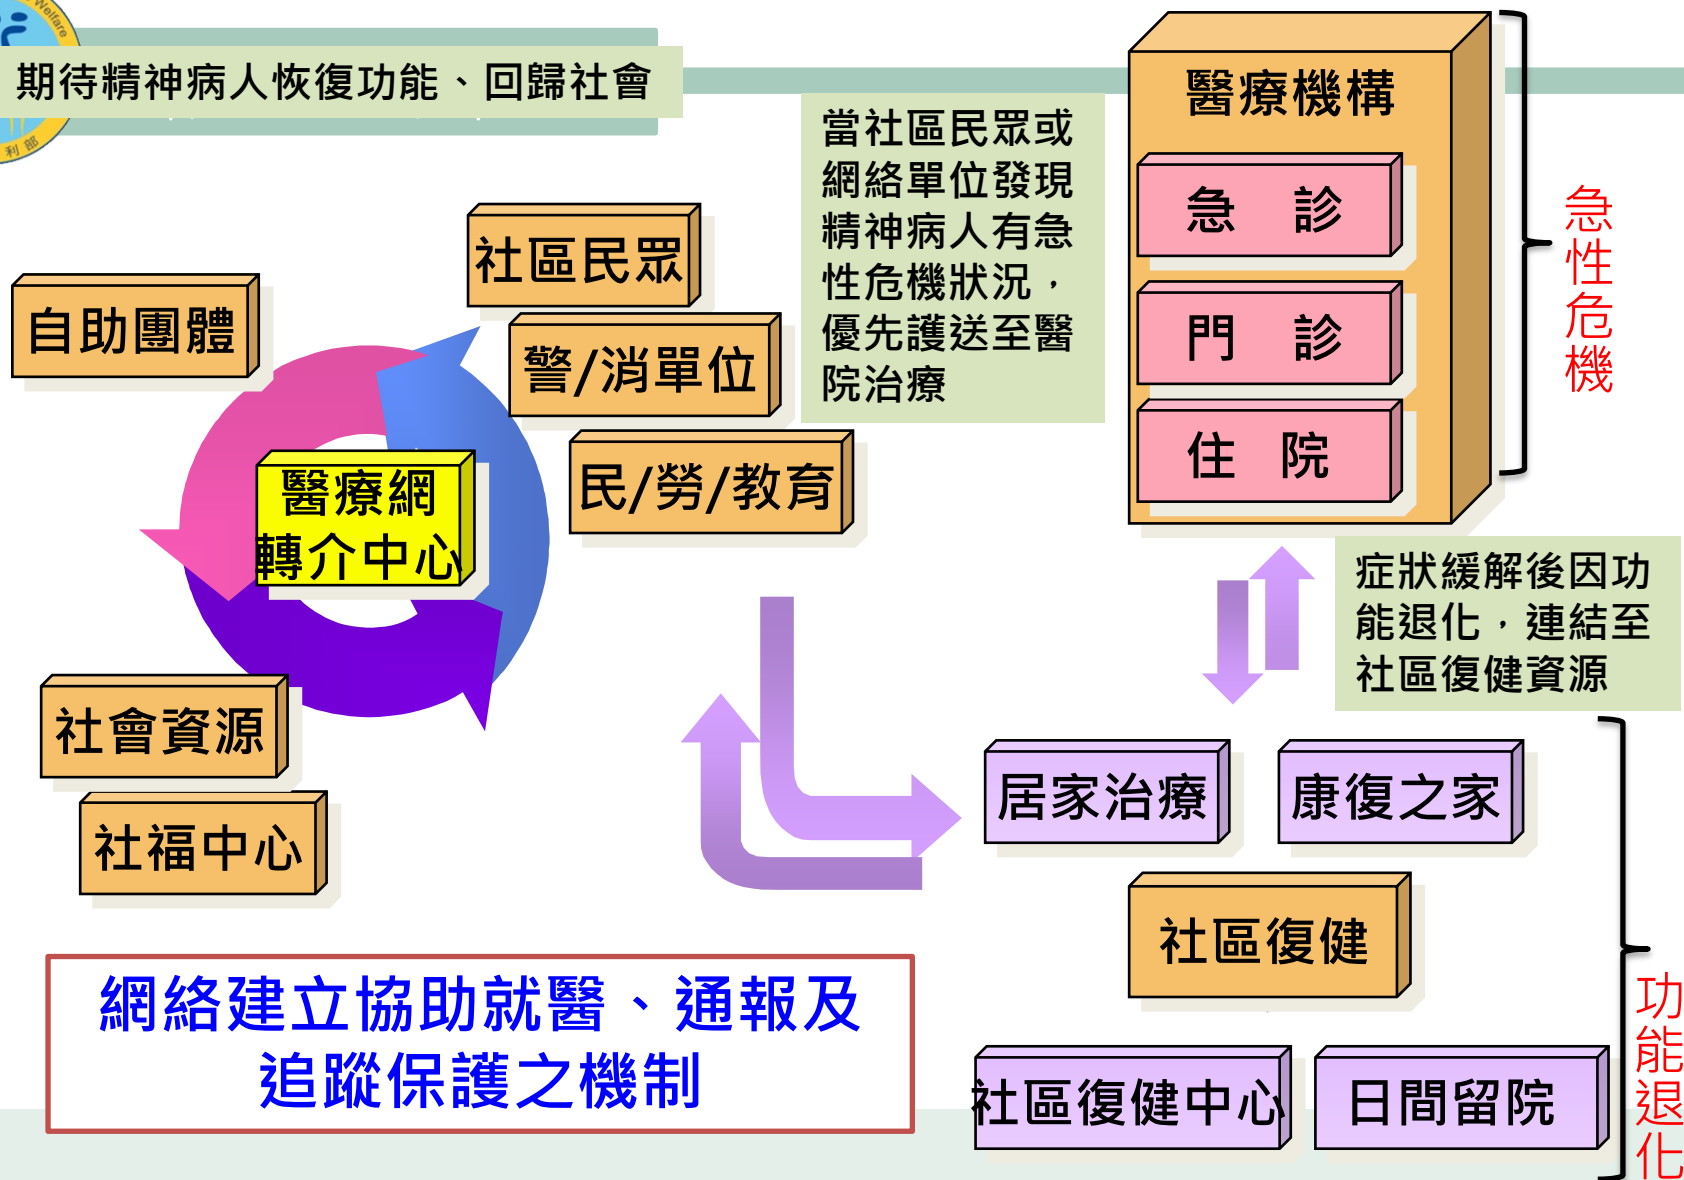 Welfare
利部
期待精神病人恢復功能、回歸社會
當社區民眾或
網絡單位發現
精神病人有急
性危機狀況，
優先護送至醫
院治療
醫療機構
急 診
門 診
住 院
急性危機
社區民眾
警/消單位
民/勞/教育
自助團體
醫療網
轉介中心
社會資源
社福中心
症狀緩解後因功
能退化，連結至
社區復健資源
居家治療
康復之家
社區復健
社區復健中心
日間留院
功能退化
網絡建立協助就醫、通報及
追蹤保護之機制